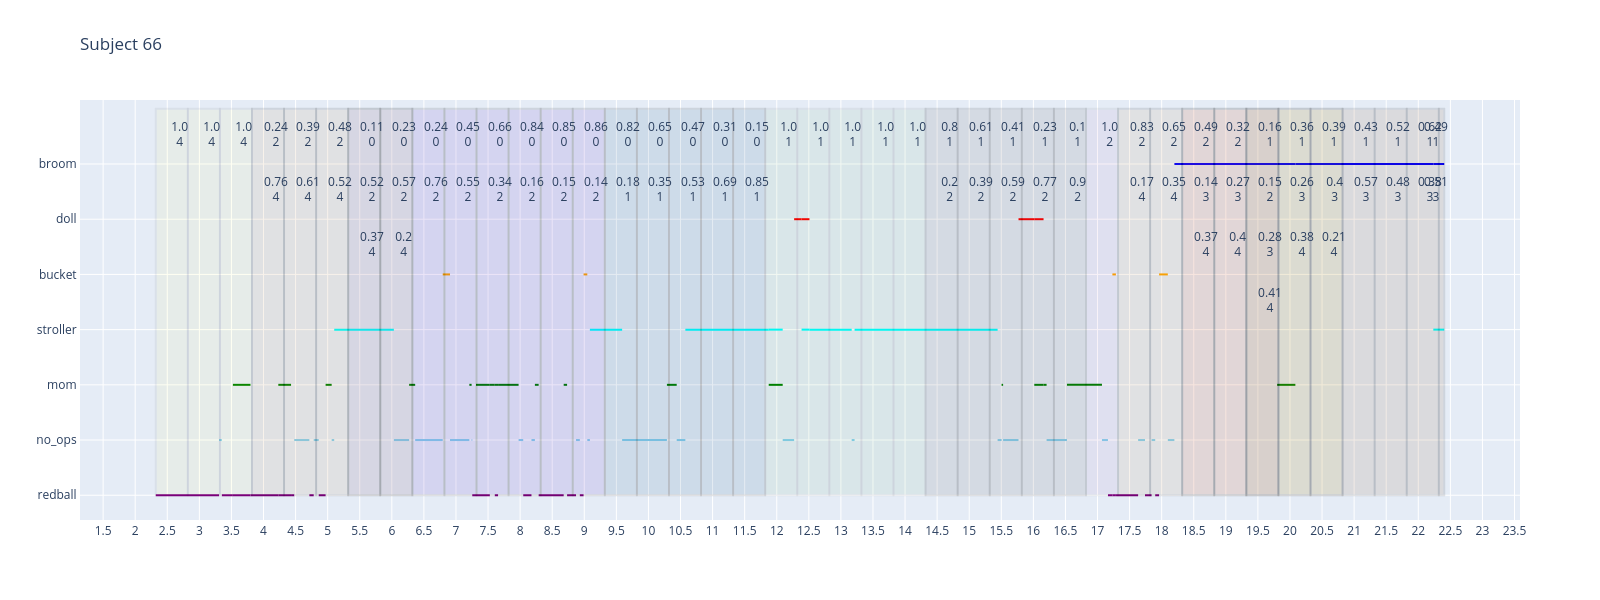 Subject 66
1.0 1.0 1.0 0.24 0.39 0.48 0.11 0.23 0.24 0.45 0.66 0.84 0.85 0.86 0.82 0.65 0.47 0.31 0.15 1.0 1.0 1.0 1.0 1.0 0.8 0.61 0.41 0.23 0.1 1.0 0.83 0.65 0.49 0.32 0.16 0.36 0.39 0.43 0.52
4 4 4 2 2 2 0 0 0 0 0 0 0 0 0 0 0 0 0 1 1 1 1 1 1 1 1 1 1 2 2 2 2 2 1 1 1 1 1 11
broom
0.76 0.61 0.52 0.52 0.57 0.76 0.55 0.34 0.16 0.15 0.14 0.18 0.35 0.53 0.69 0.85 0.2 0.39 0.59 0.77 0.9 0.17 0.35 0.14 0.27 0.15 0.26 0.4 0.57 0.48
4 4 4 2 2 2 2 2 2 2 2 1 1 1 1 1 2 2 2 2 2 4 4 3 3 2 3 3 3 3 33
doll
0.37 0.2 0.37 0.4 0.28 0.38 0.21
4 4 4 4 3 4 4
bucket
0.41
4
stroller
mom
no_ops
redball
1.5 2 2.5 3 3.5 4 4.5 5 5.5 6 6.5 7 7.5 8 8.5 9 9.5 10 10.5 11 11.5 12 12.5 13 13.5 14 14.5 15 15.5 16 16.5 17 17.5 18 18.5 19 19.5 20 20.5 21 21.5 22 22.5 23 23.5